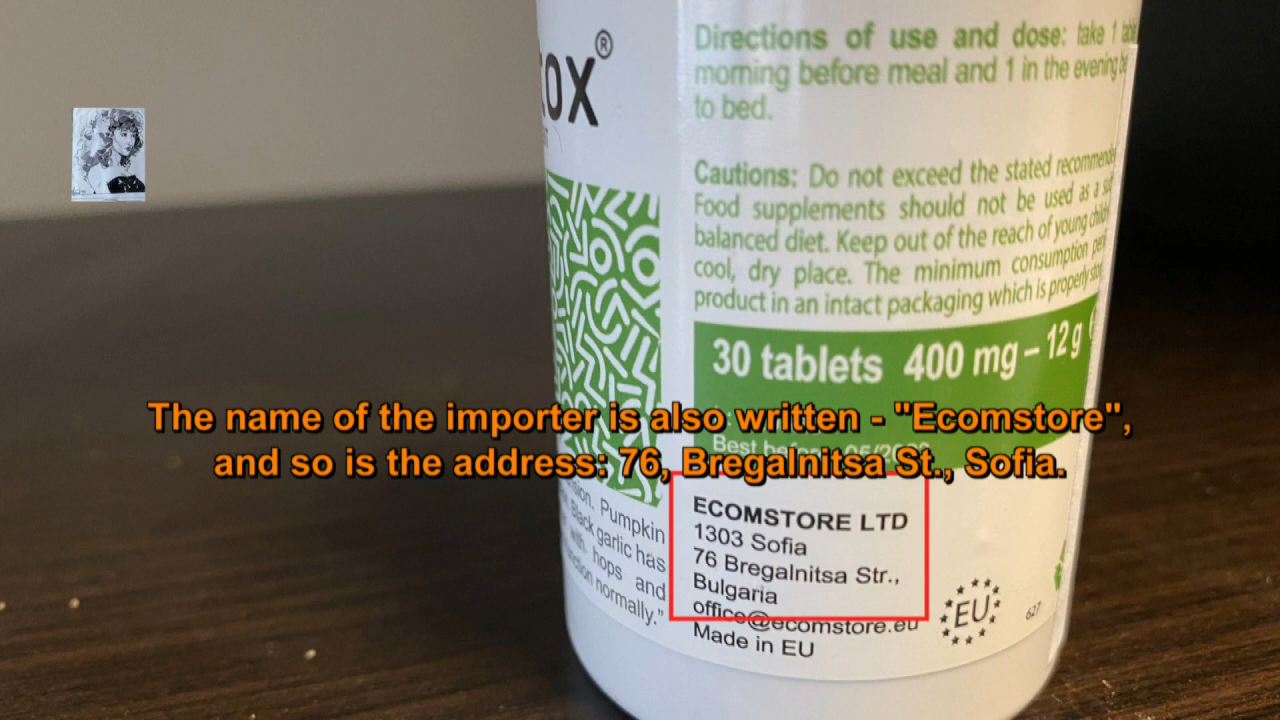 ®
OX
Directions of use and dose: take 1
morning before meal and 1 in the evening
to bed.
Cautions: Do not exceed the stated
Food supplements should not be used as a
balanced diet. Keep out of the reach of young
cool, dry place. The minimum consumption
product in an intact packaging which is properly
30 tablets 400 mg – 12 g
The name of the importer is also written - "Ecomstore",
Best
and so is the address: 76, Bregalnitsa St., Sofia.
Pumpkin
Black garlic has
with hops and
normally.”
ECOMSTORE LTD
1303 Sofia
76 Bregalnitsa Str.,
Bulgaria
office@ecomstore.eu
Made in EU
EU
627